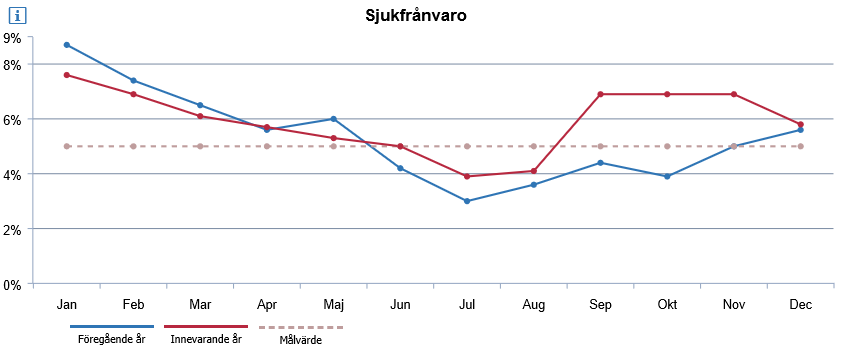 i
Sjukfrånvaro
9%
8%
6%
4%
2%
0%
Jan Feb Mar Apr Maj Jun Jul Aug Sep Okt Nov Dec
Föregående år Innevarande år Målvärde